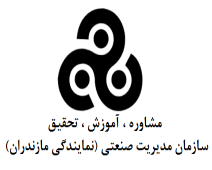 مشاوره ، آموزش ، تحقیق
سازمان مدیریت صنعتی (نمایندگی مازندران)